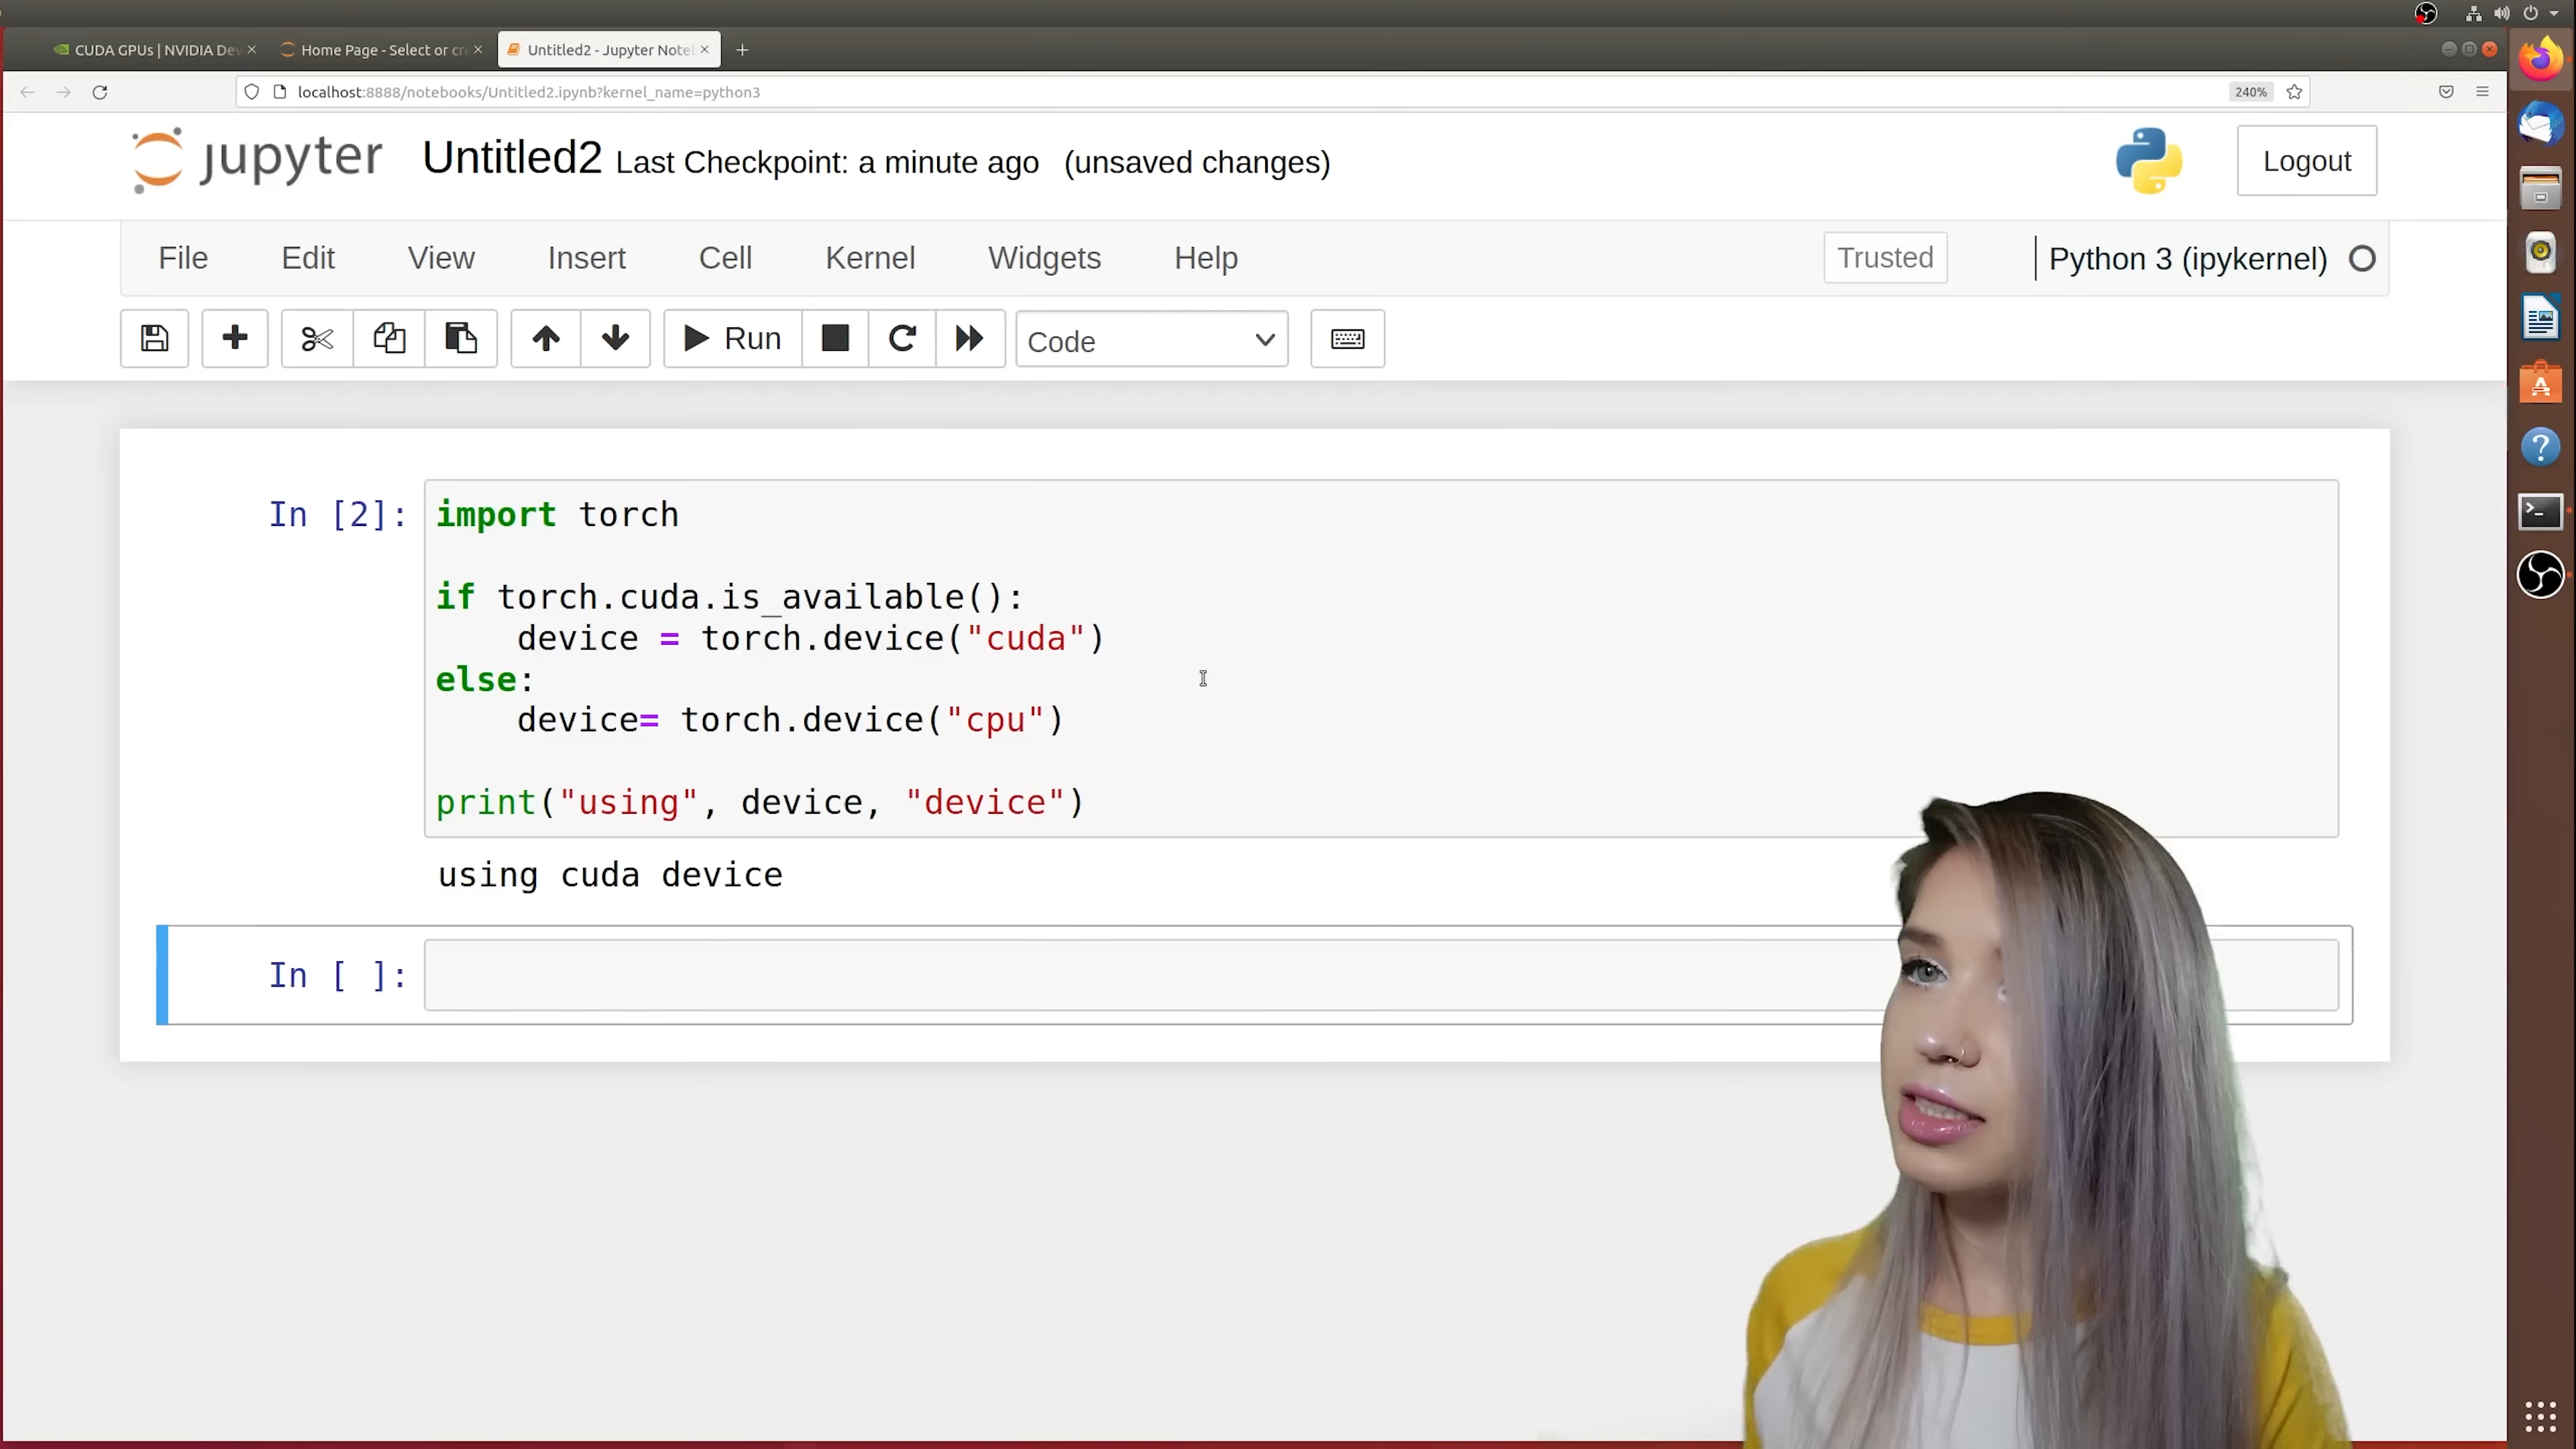 CUDA GPUs | NVIDIA Dev
Home Page - Select or cre
Untitled2 - Jupyter Noteb
localhost:8888/notebooks/Untitled2.ipynb?kernel_name=python3
240%
jupyter Untitled2 Last Checkpoint: a minute ago (unsaved changes)
Logout
File Edit View Insert Cell Kernel Widgets Help
Trusted
Python 3 (ipykernel)
Run
Code
In [2]: import torch
if torch.cuda.is_available():
device = torch.device("cuda")
else:
device= torch.device("cpu")
print("using", device, "device")
using cuda device
In [ ]: